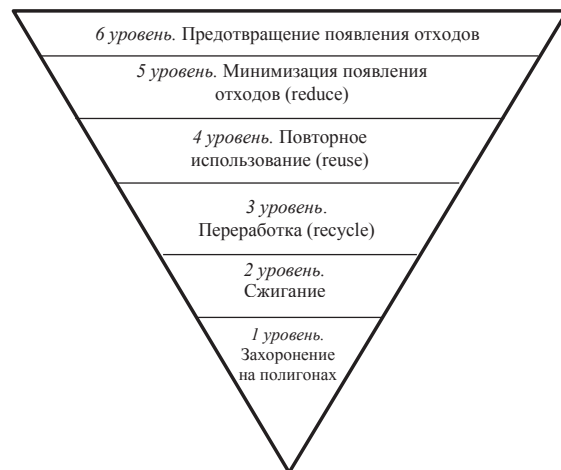 6 уровень. Предотвращение появления отходов
5 уровень. Минимизация появления
отходов (reduce)
4 уровень. Повторное
использование (reuse)
3 уровень.
Переработка (recycle)
2 уровень.
Сжигание
1 уровень.
Захоронение
на полигонах